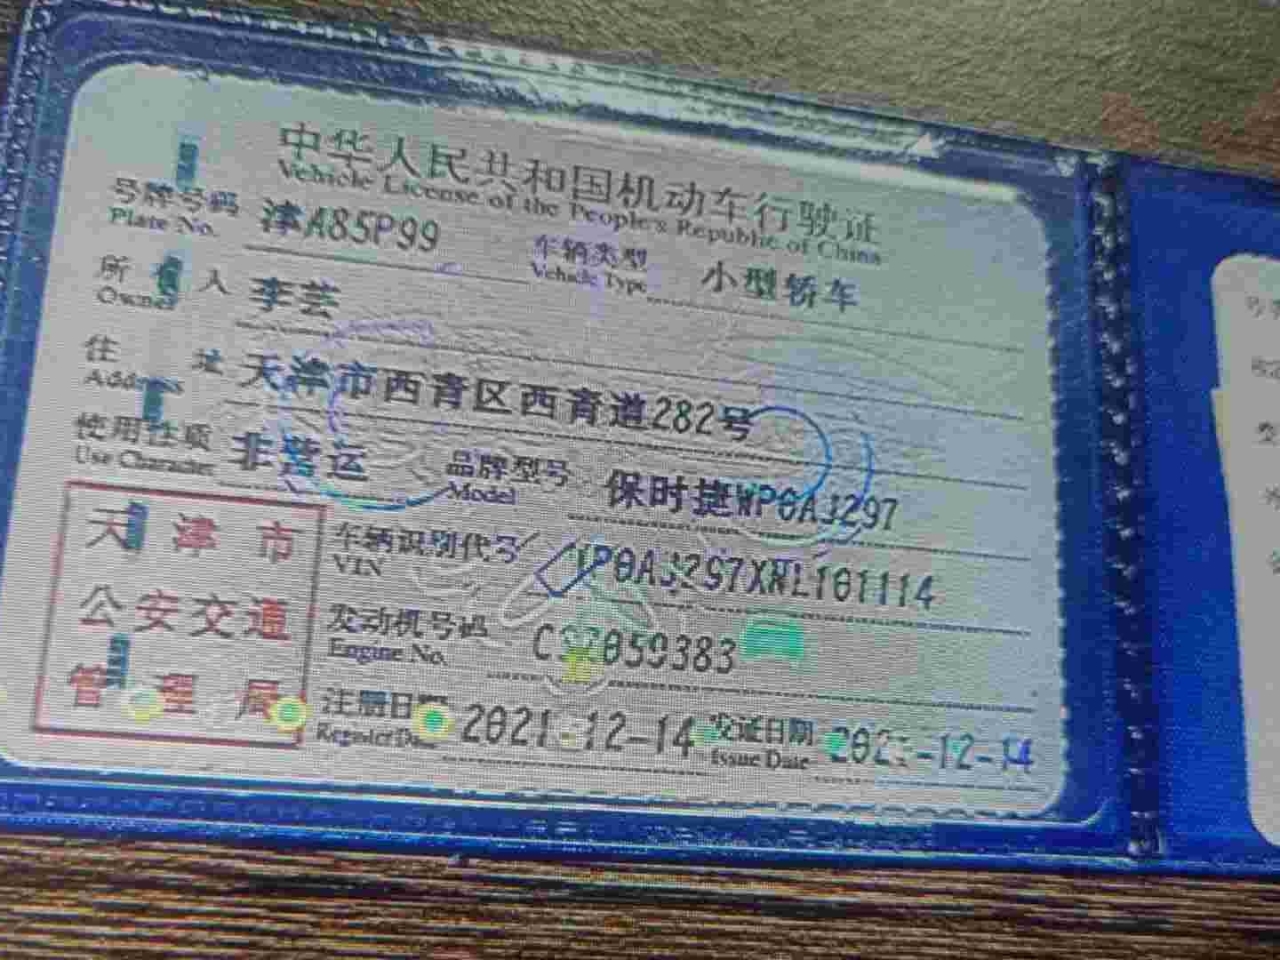 中华人民共和国机动车行驶证
Vehicle License of the People's Republic of China
号牌号码 津A85P99 车辆类型 小型轿车
Plate No. Vehicle Type
所有人 李芸
Owner
住址 天津市西青区西青道282号
Address
使用性质 非营运 品牌型号 保时捷WP0AJ297
Use Character Model
天津市 车辆识别代号
VIN
公安交通 发动机号码
Engine No.
管理局 注册日期 2021-12-14 发证日期
Register Date Issue Date